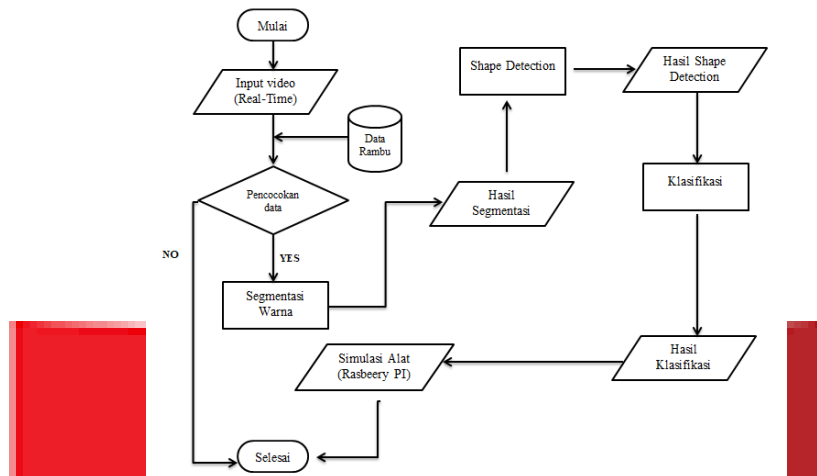 Mulai
Input video
(Real-Time)
Data
Rambu
Pencocokan
data
NO
YES
Segmentasi
Warna
Hasil
Segmentasi
Shape Detection
Hasil Shape
Detection
Klasifikasi
Hasil
Klasifikasi
Simulasi Alat
(Rasbeery PI)
Selesai